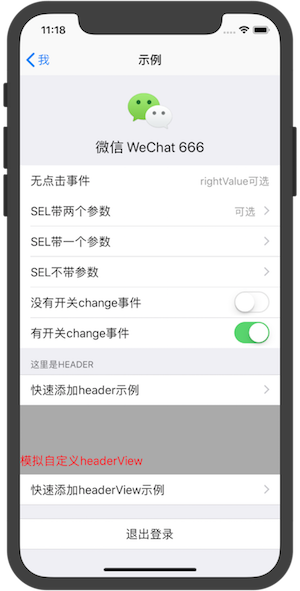 11:18
我
示例
微信 WeChat 666
无点击事件 rightValue可选
SEL带两个参数 可选
SEL带一个参数
SEL不带参数
没有开关change事件
有开关change事件
这里是HEADER
快速添加header示例
模拟自定义headerView
快速添加headerView示例
退出登录